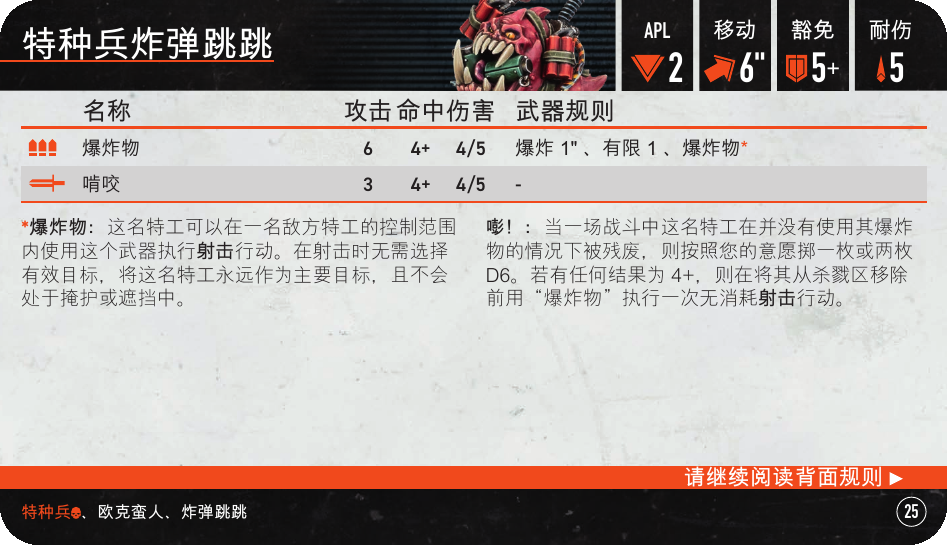 特种兵炸弹跳跳
APL 移动 豁免 耐伤
2 6" 5+ 5
名称 攻击 命中 伤害 武器规则
爆炸物 6 4+ 4/5 爆炸 1"、有限 1、爆炸物*
啃咬 3 4+ 4/5 -
*爆炸物：这名特工可以在一名敌方特工的控制范围
内使用这个武器执行射击行动。在射击时无需选择
有效目标，将这名特工永远作为主要目标，且不会
处于掩护或遮挡中。
嘭！：当一场战斗中这名特工在并没有使用其爆炸
物的情况下被残废，则按照您的意愿掷一枚或两枚
D6。若有任何结果为 4+，则在将其从杀戮区移除
前用“爆炸物”执行一次无消耗射击行动。
请继续阅读背面规则 ▶
特种兵、欧克蛮人、炸弹跳跳
25